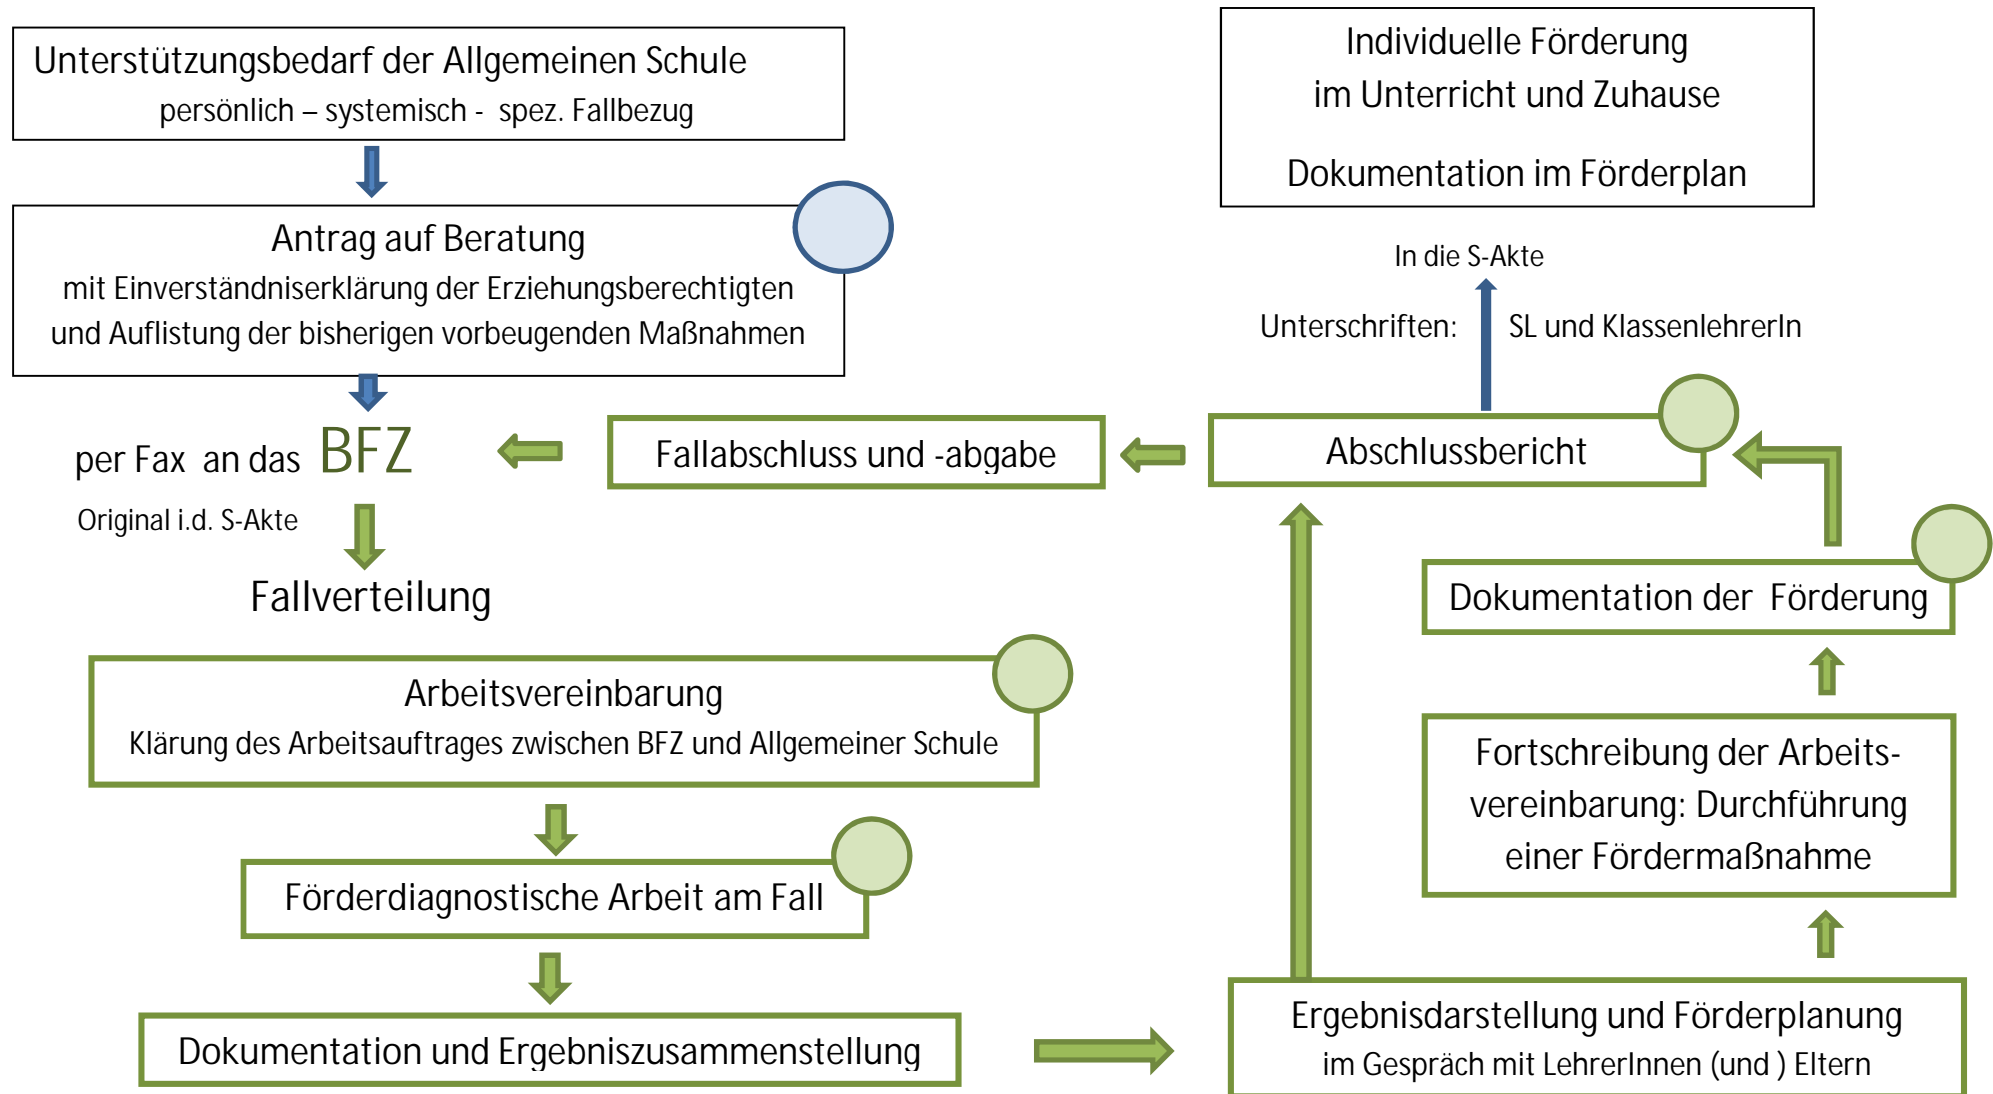 Unterstützungsbedarf der Allgemeinen Schule
persönlich – systemisch - spez. Fallbezug
Antrag auf Beratung
mit Einverständniserklärung der Erziehungsberechtigten
und Auflistung der bisherigen vorbeugenden Maßnahmen
per Fax an das BFZ
Original i.d. S-Akte
Fallverteilung
Arbeitsvereinbarung
Klärung des Arbeitsauftrages zwischen BFZ und Allgemeiner Schule
Förderdiagnostische Arbeit am Fall
Dokumentation und Ergebniszusammenstellung
Ergebnisdarstellung und Förderplanung
im Gespräch mit LehrerInnen (und ) Eltern
Fortschreibung der Arbeits-
vereinbarung: Durchführung
einer Fördermaßnahme
Dokumentation der Förderung
Abschlussbericht
Fallabschluss und -abgabe
Unterschriften: SL und KlassenlehrerIn
In die S-Akte
Individuelle Förderung
im Unterricht und Zuhause
Dokumentation im Förderplan